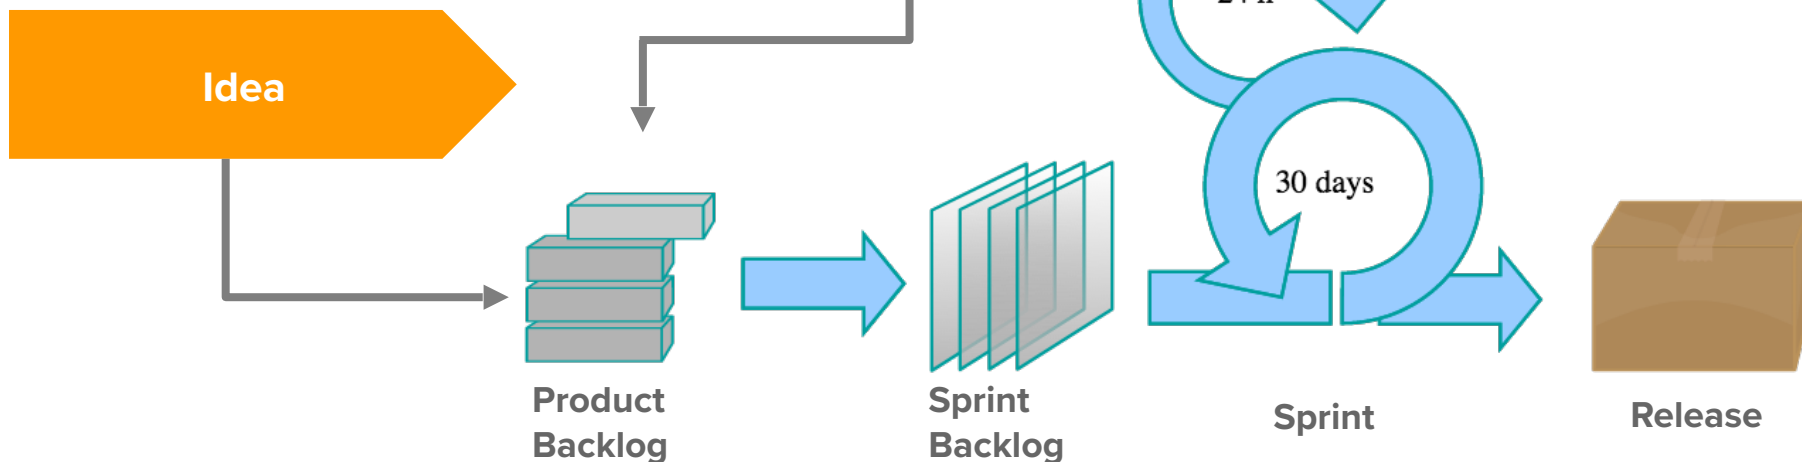 Idea
30 days
Product
Backlog
Sprint
Backlog
Sprint
Release